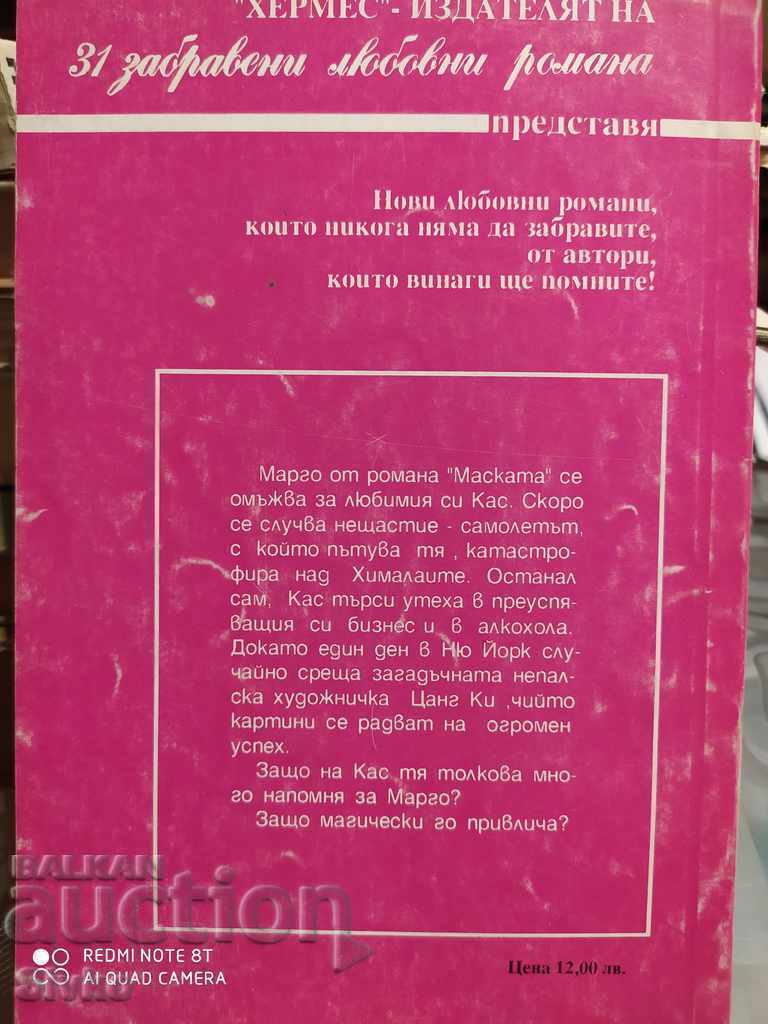 "ХЕРМЕС"- ИЗДАТЕЛЯТ НА
31 забравени любовни романа
представя
Нови любовни романи,
които никога няма да забравите,
от автори,
които винаги ще помните!
Марго от романа "Маската" се
омъжва за любимия си Кас. Скоро
се случва нещастие - самолетът,
с който пътува тя , катастро-
фира над Хималаите. Останал
сам, Кас търси утеха в преуспя-
ващия си бизнес и в алкохола.
Докато един ден в Ню Йорк слу-
чайно среща загадъчната непал-
ска художничка Цанг Ки ,чийто
картини се радват на огромен
успех.
Защо на Кас тя толкова мно-
го напомня за Марго?
Защо магически го привлича?
Цена 12,00 лв.
BALKAN
auction
REDMI NOTE 8T
AI QUAD CAMERA